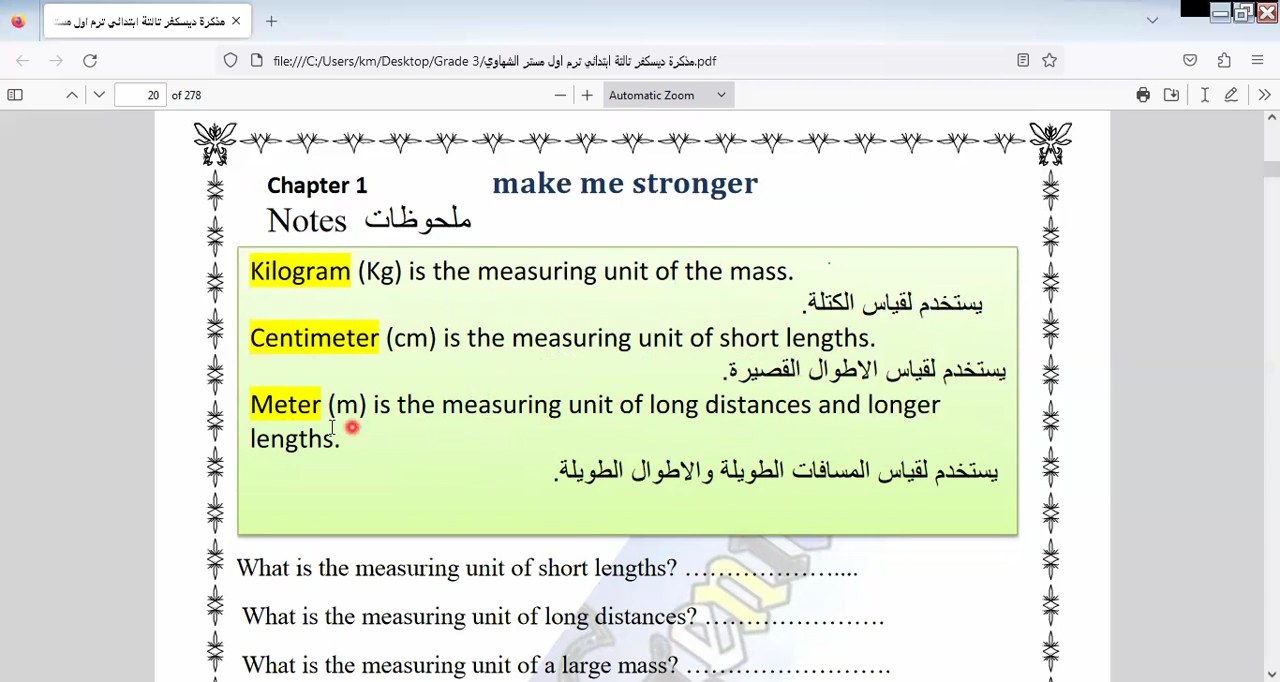 مذكرة ديسكفر تالتة ابتدائي ترم اول مستر
file:///C:/Users/km/Desktop/Grade 3/مذكرة ديسكفر تالتة ابتدائي ترم اول مستر الشهاوي.pdf
20 of 278
Automatic Zoom
Chapter 1 make me stronger
Notes ملحوظات
Kilogram (Kg) is the measuring unit of the mass.
يستخدم لقياس الكتلة.
Centimeter (cm) is the measuring unit of short lengths.
يستخدم لقياس الاطوال القصيرة.
Meter (m) is the measuring unit of long distances and longer
lengths.
يستخدم لقياس المسافات الطويلة والاطوال الطويلة.
What is the measuring unit of short lengths? ………………....
What is the measuring unit of long distances? ………………….
What is the measuring unit of a large mass? …………………….